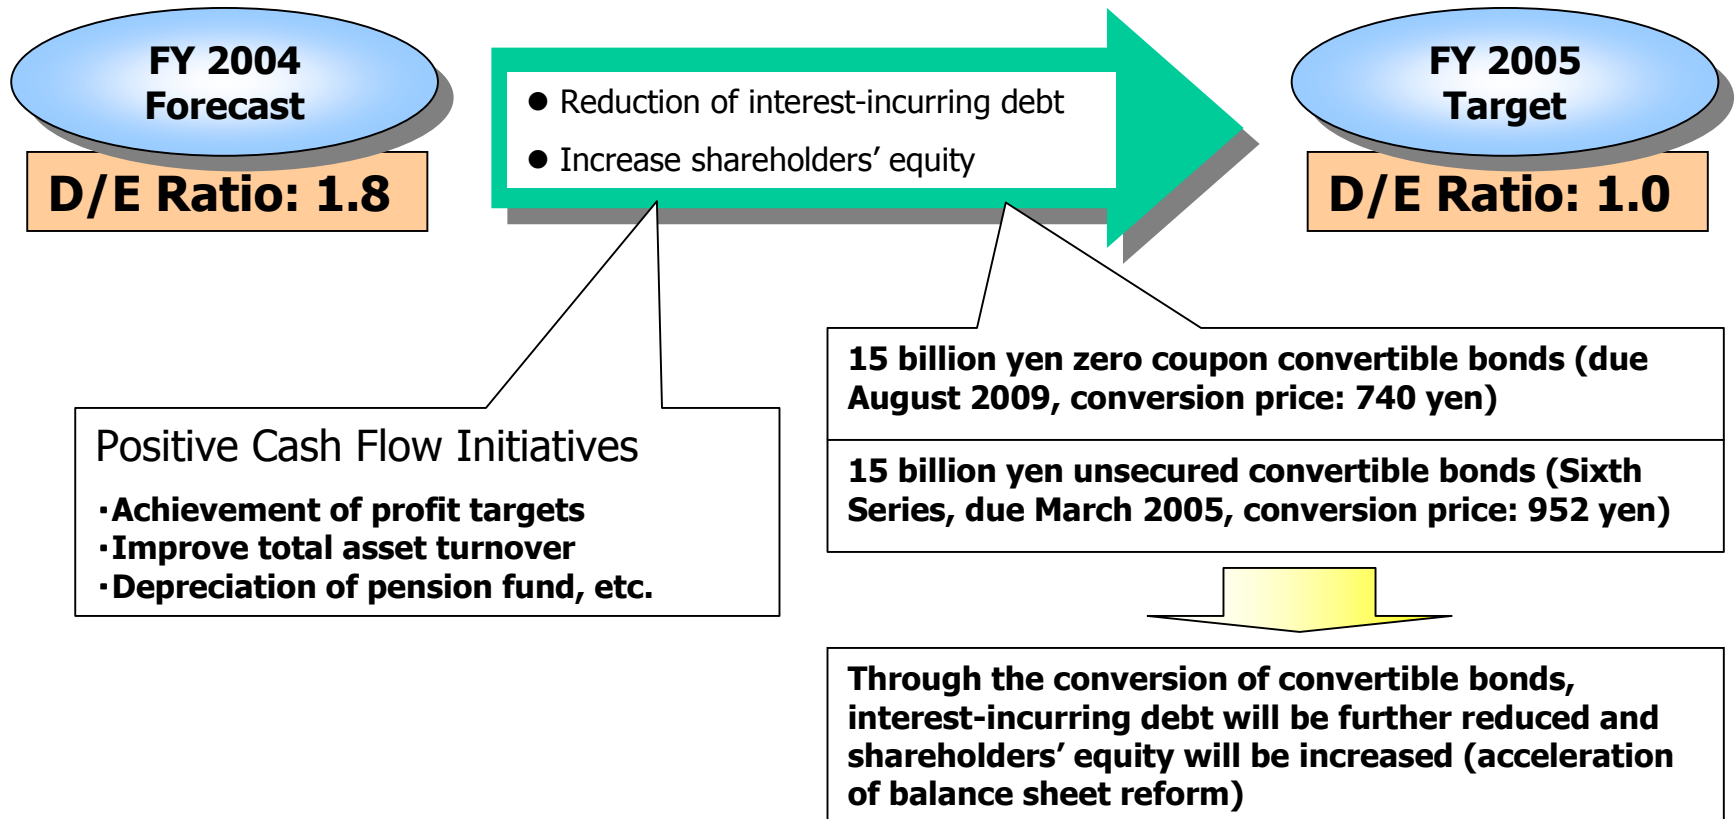 FY 2004
Forecast
D/E Ratio: 1.8
● Reduction of interest-incurring debt
● Increase shareholders’ equity
FY 2005
Target
D/E Ratio: 1.0
Positive Cash Flow Initiatives
・Achievement of profit targets
・Improve total asset turnover
・Depreciation of pension fund, etc.
15 billion yen zero coupon convertible bonds (due
August 2009, conversion price: 740 yen)
15 billion yen unsecured convertible bonds (Sixth
Series, due March 2005, conversion price: 952 yen)
Through the conversion of convertible bonds,
interest-incurring debt will be further reduced and
shareholders’ equity will be increased (acceleration
of balance sheet reform)